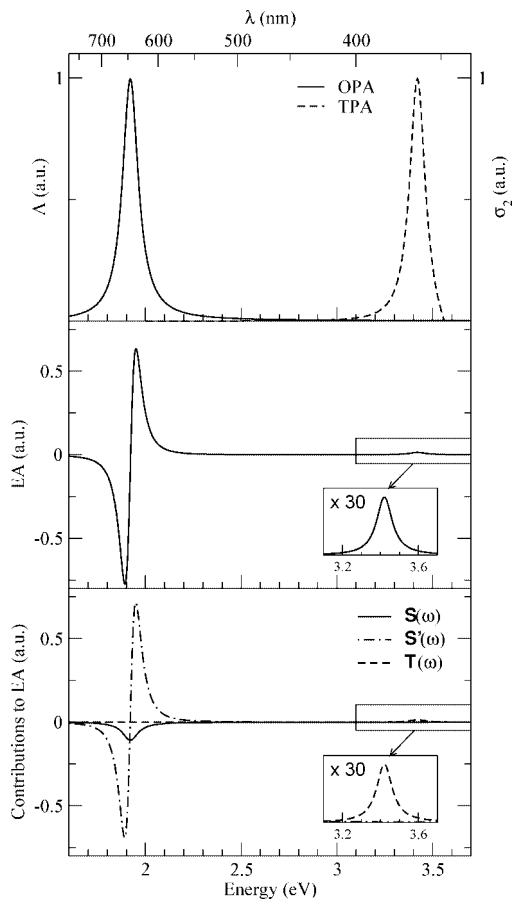 λ (nm)
700 600 500 400 300
1 1
OPA
TPA
Λ (a.u.)
σ2 (a.u.)
0.5
0
-0.5
EA (a.u.)
x 30
3.2 3.6
S(ω)
S'(ω)
T(ω)
0.5
0
-0.5
Contributions to EA (a.u.)
x 30
3.2 3.6
2 2.5 3 3.5
Energy (eV)